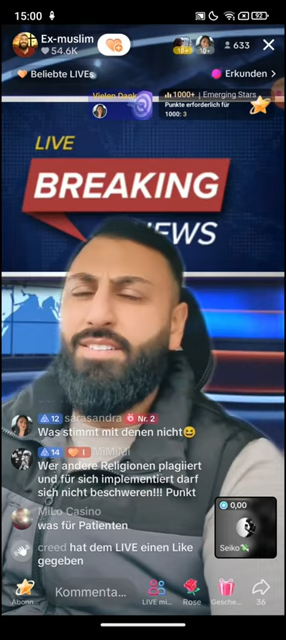 15:00
92
Ex-muslim
54.6K
633
Beliebte LIVEs
Erkunden >
Vielen Dank
1000+ | Emerging Stars
Punkte erforderlich für
1000: 3
LIVE
BREAKING
NEWS
12 sarasandra Nr. 2
Was stimmt mit denen nicht😆
14 I
Wer andere Religionen plagiiert
und für sich implementiert darf
sich nicht beschweren!!! Punkt
Milo Casino
was für Patienten
creed hat dem LIVE einen Like
gegeben
0,00
Seiko💸
Abonn
Kommenta...
LIVE mi...
Rose
Gesche...
36